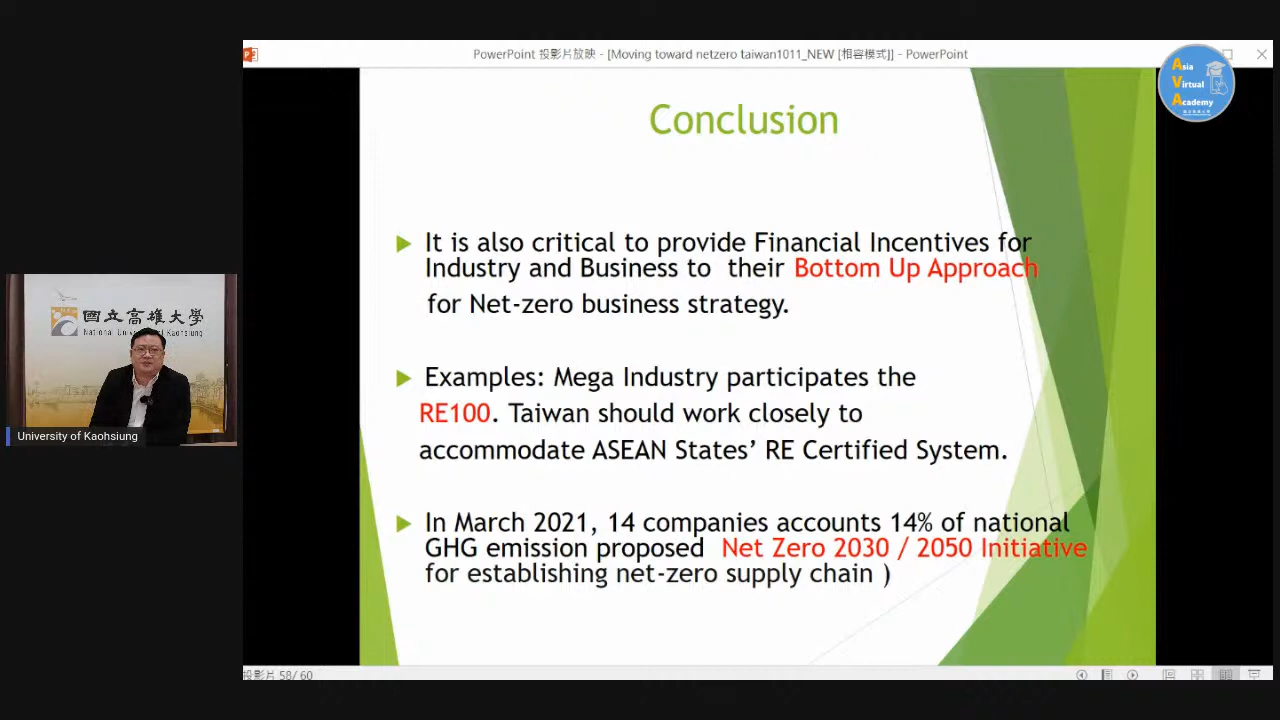 PowerPoint 投影片放映 - [Moving toward netzero taiwan1011_NEW [相容模式]] - PowerPoint
Asia
Virtual
Academy
Conclusion
It is also critical to provide Financial Incentives for
Industry and Business to their Bottom Up Approach
for Net-zero business strategy.
Examples: Mega Industry participates the
RE100. Taiwan should work closely to
accommodate ASEAN States’ RE Certified System.
In March 2021, 14 companies accounts 14% of national
GHG emission proposed Net Zero 2030 / 2050 Initiative
for establishing net-zero supply chain )
國立高雄大學
National University of Kaohsiung
University of Kaohsiung
投影片 58/ 60